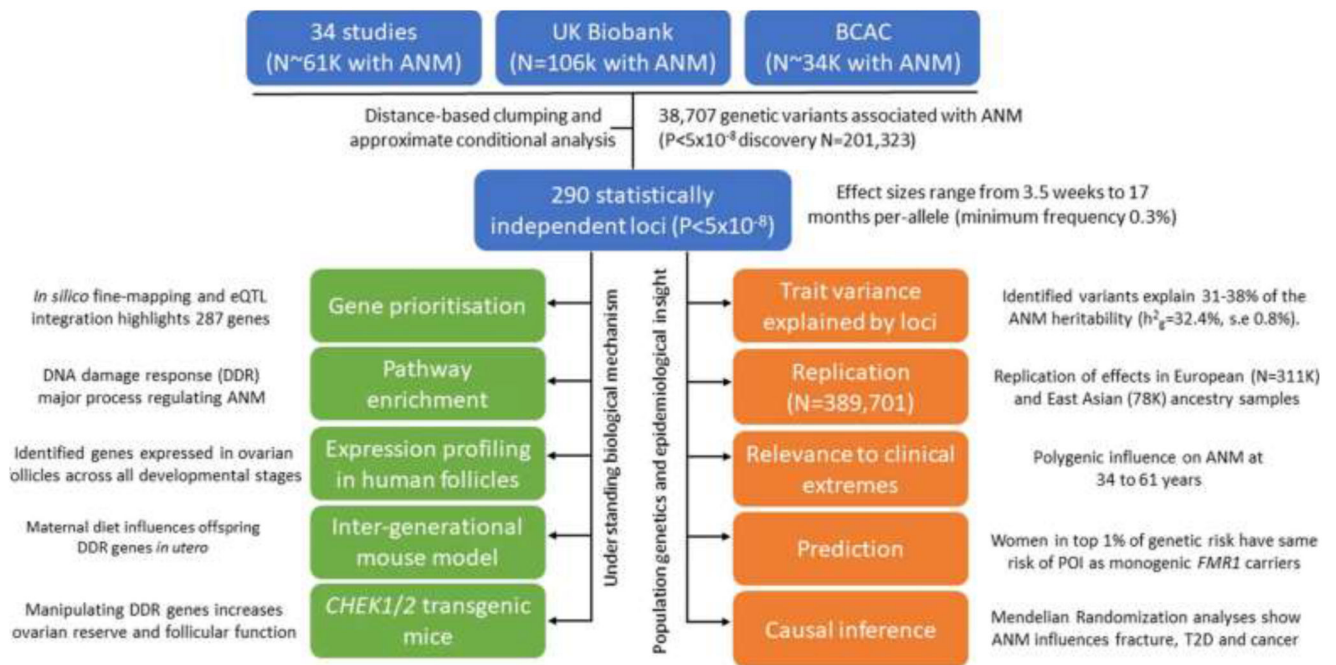 34 studies
(N~61K with ANM)
UK Biobank
(N=106k with ANM)
BCAC
(N~34K with ANM)
Distance-based clumping and
approximate conditional analysis
38,707 genetic variants associated with ANM
(P<5x10⁻⁸ discovery N=201,323)
290 statistically
independent loci (P<5x10⁻⁸)
Effect sizes range from 3.5 weeks to 17
months per-allele (minimum frequency 0.3%)
Understanding biological mechanism
Population genetics and epidemiological insight
In silico fine-mapping and eQTL
integration highlights 287 genes
Gene prioritisation
Trait variance
explained by loci
Identified variants explain 31-38% of the
ANM heritability (h²g=32.4%, s.e 0.8%).
DNA damage response (DDR)
major process regulating ANM
Pathway
enrichment
Replication
(N=389,701)
Replication of effects in European (N=311K)
and East Asian (78K) ancestry samples
Identified genes expressed in ovarian
follicles across all developmental stages
Expression profiling
in human follicles
Relevance to clinical
extremes
Polygenic influence on ANM at
34 to 61 years
Maternal diet influences offspring
DDR genes in utero
Inter-generational
mouse model
Prediction
Women in top 1% of genetic risk have same
risk of POI as monogenic FMR1 carriers
Manipulating DDR genes increases
ovarian reserve and follicular function
CHEK1/2 transgenic
mice
Causal inference
Mendelian Randomization analyses show
ANM influences fracture, T2D and cancer